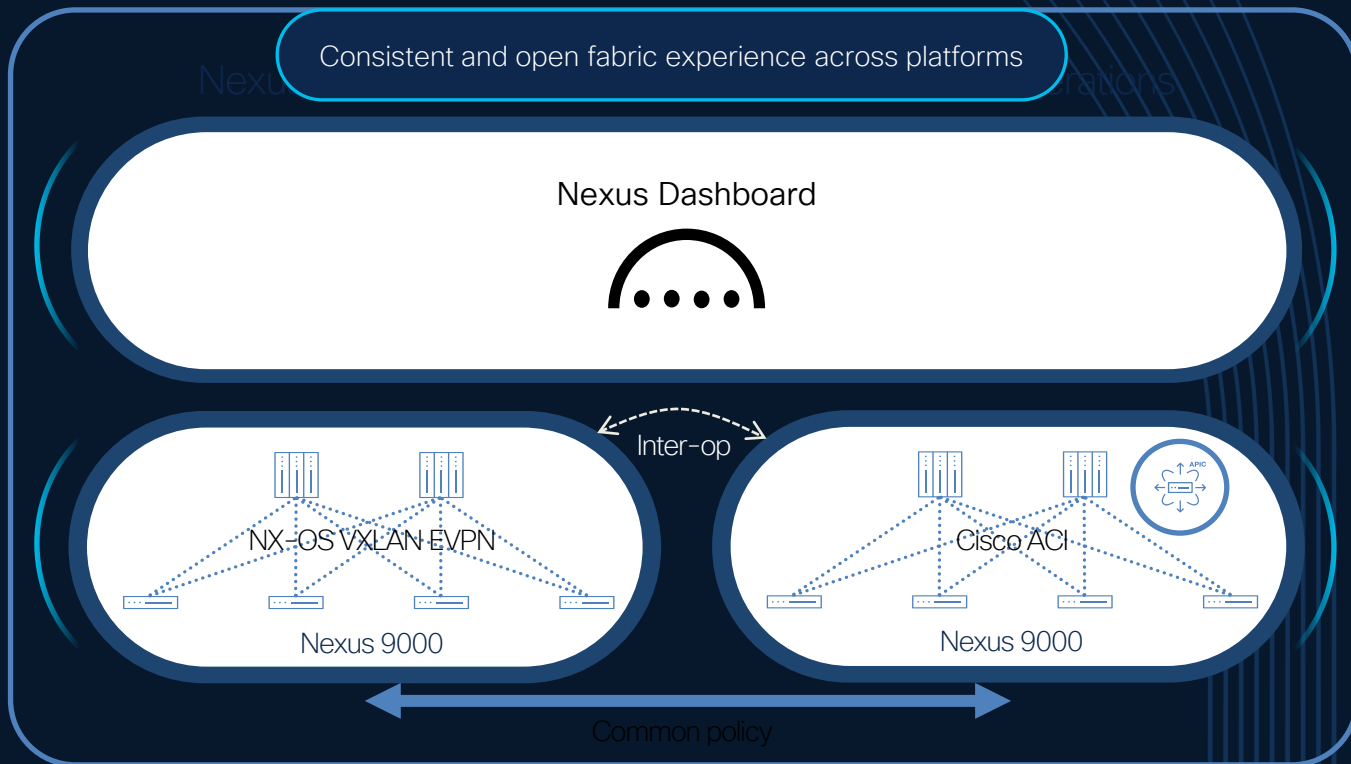 Consistent and open fabric experience across platforms
Nexus Dashboard
Inter-op
APIC
NX-OS VXLAN EVPN
Cisco ACI
Nexus 9000
Nexus 9000
Common policy